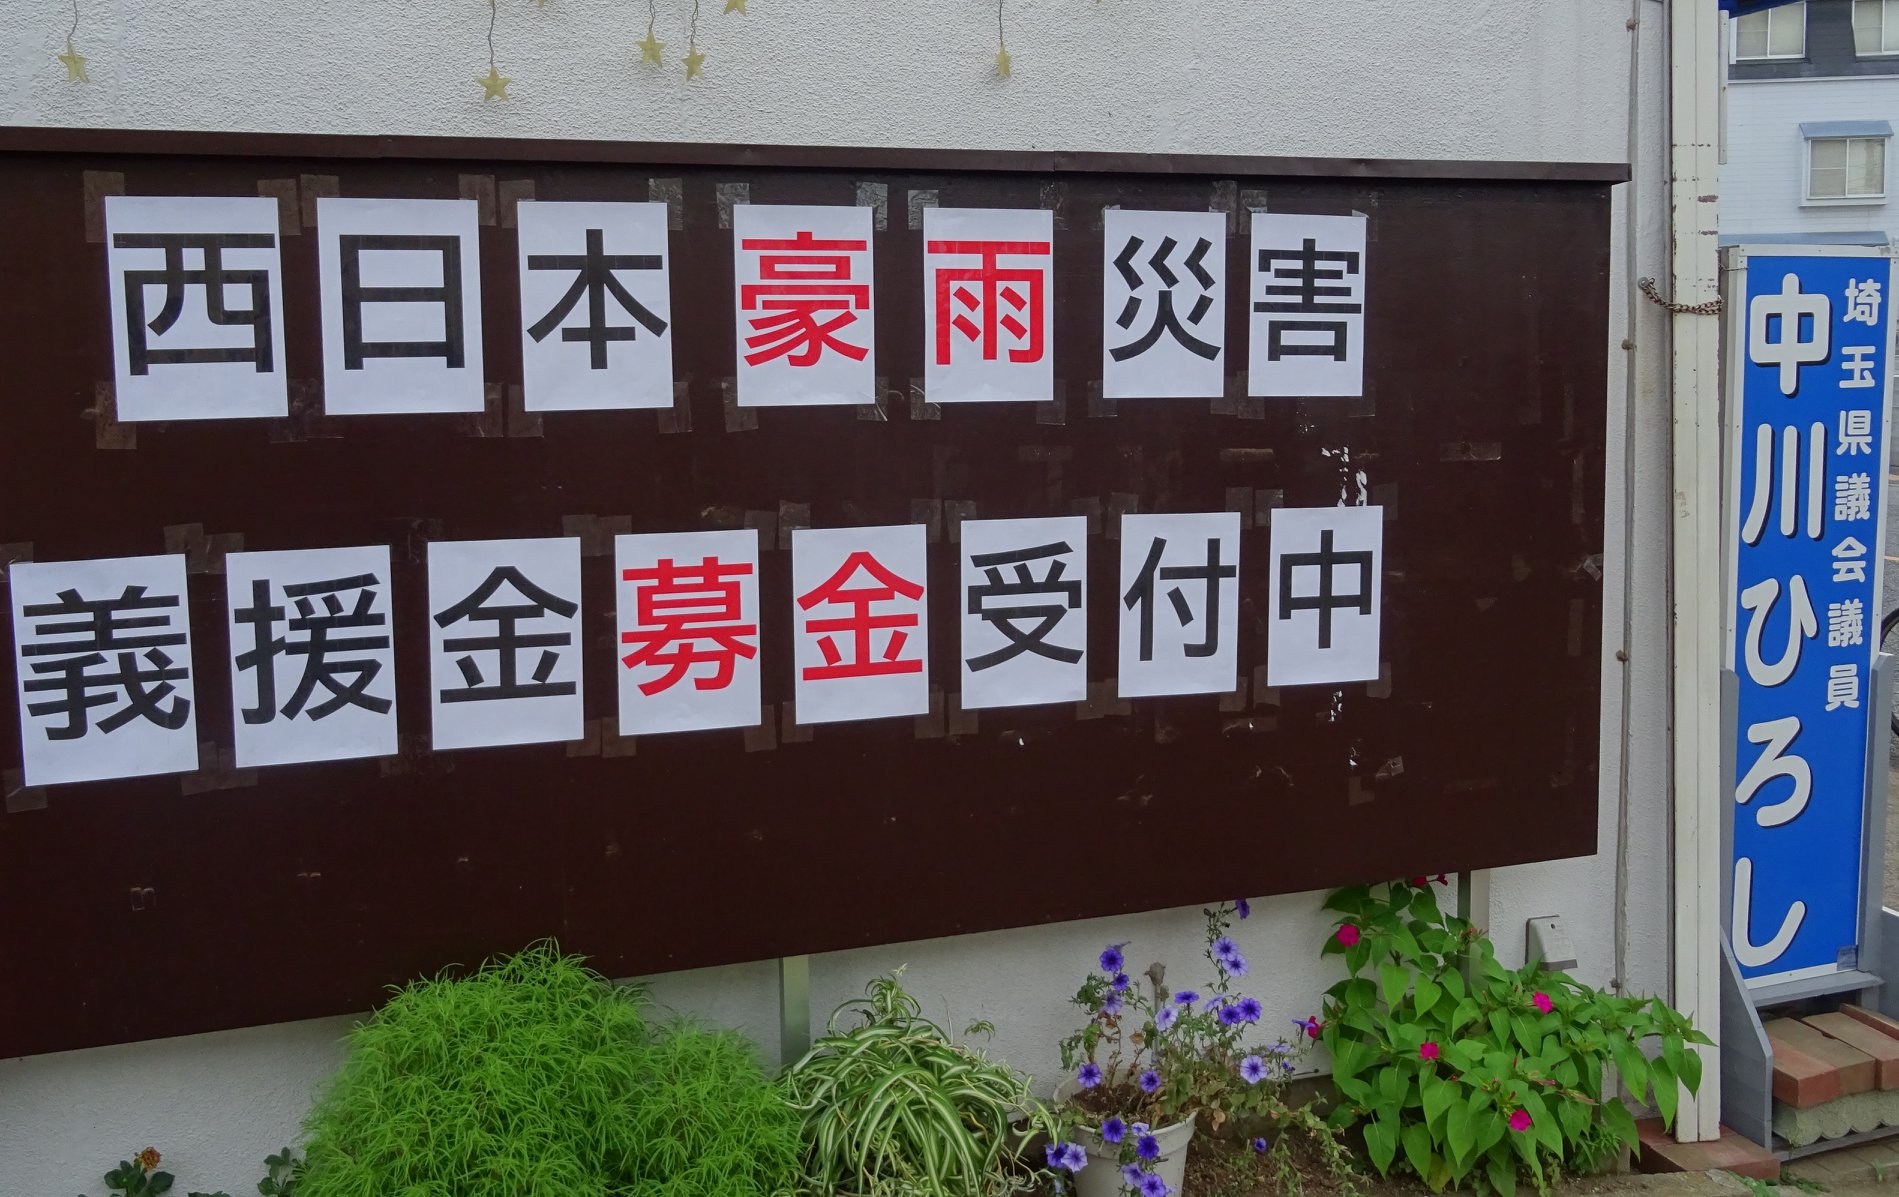 西日本豪雨災害
義援金募金受付中
埼玉県議会議員
中川ひろし